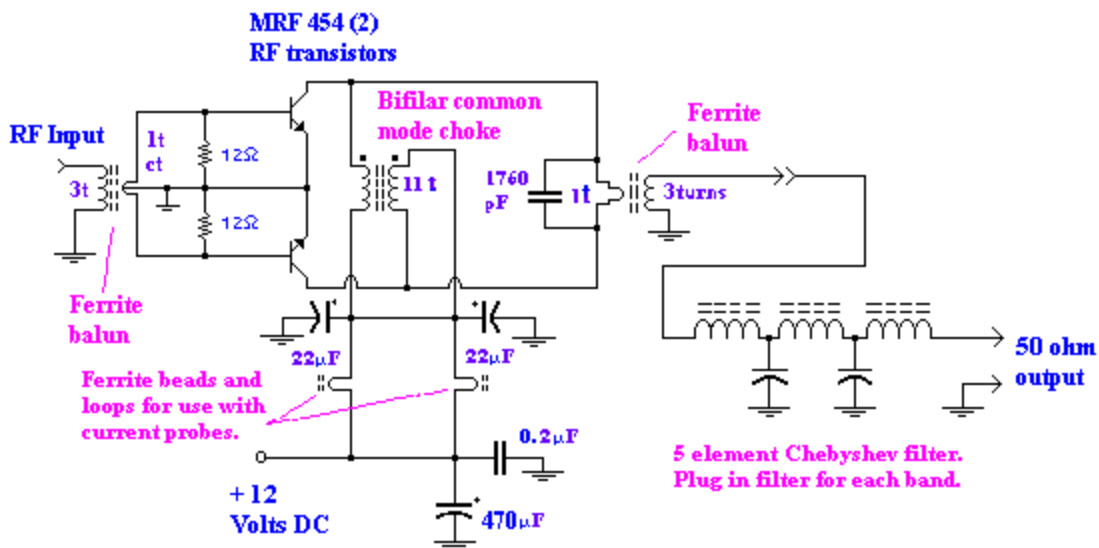 MRF 454 (2)
RF transistors
Bifilar common
mode choke
Ferrite
balun
RF Input
1t
ct
3t
12Ω
12Ω
11 t
1760
pF
1t
3turns
Ferrite
balun
22µF
22µF
Ferrite beads and
loops for use with
current probes.
50 ohm
output
0.2µF
5 element Chebyshev filter.
Plug in filter for each band.
+ 12
Volts DC
470µF